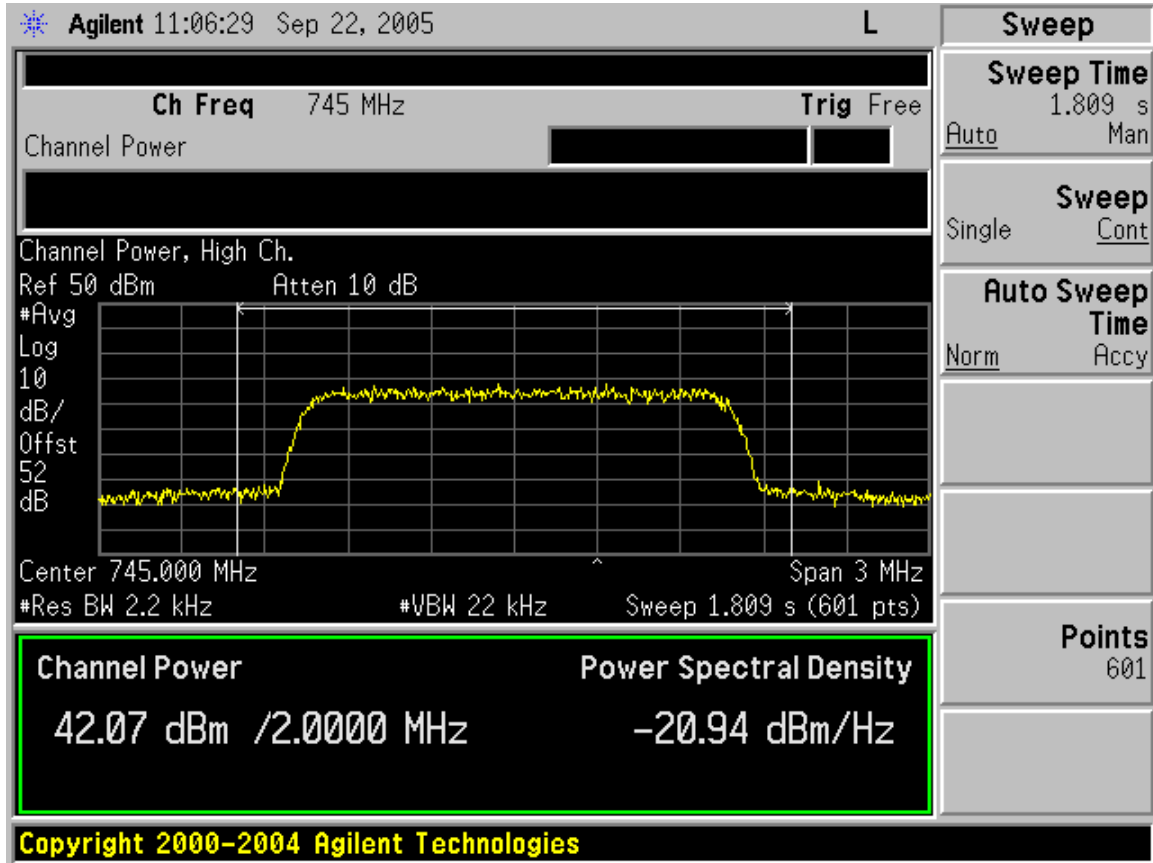 Agilent 11:06:29 Sep 22, 2005 L
Ch Freq 745 MHz Trig Free
Channel Power
Channel Power, High Ch.
Ref 50 dBm Atten 10 dB
#Avg
Log
10
dB/
Offst
52
dB
Center 745.000 MHz Span 3 MHz
#Res BW 2.2 kHz #VBW 22 kHz Sweep 1.809 s (601 pts)
Channel Power Power Spectral Density
42.07 dBm /2.0000 MHz -20.94 dBm/Hz
Copyright 2000-2004 Agilent Technologies
Sweep
Sweep Time
1.809 s
Auto Man
Sweep
Single Cont
Auto Sweep
Time
Norm Accy
Points
601